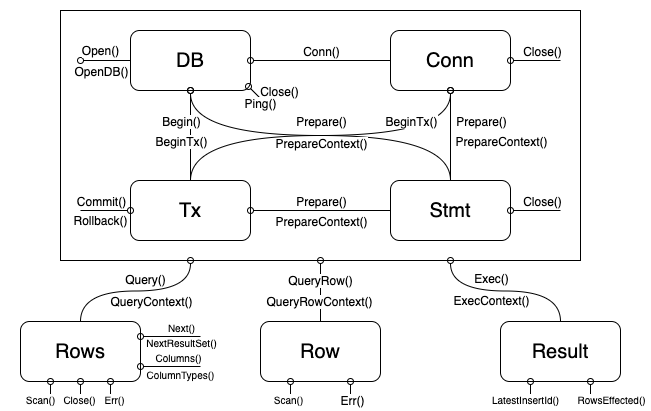 Open()
OpenDB()
DB
Conn()
Conn
Close()
Close()
Ping()
Begin()
BeginTx()
Prepare()
PrepareContext()
BeginTx()
Prepare()
PrepareContext()
Commit()
Rollback()
Tx
Prepare()
PrepareContext()
Stmt
Close()
Query()
QueryContext()
QueryRow()
QueryRowContext()
Exec()
ExecContext()
Rows
Next()
NextResultSet()
Columns()
ColumnTypes()
Row
Result
Scan()
Close()
Err()
Scan()
Err()
LatestInsertId()
RowsEffected()